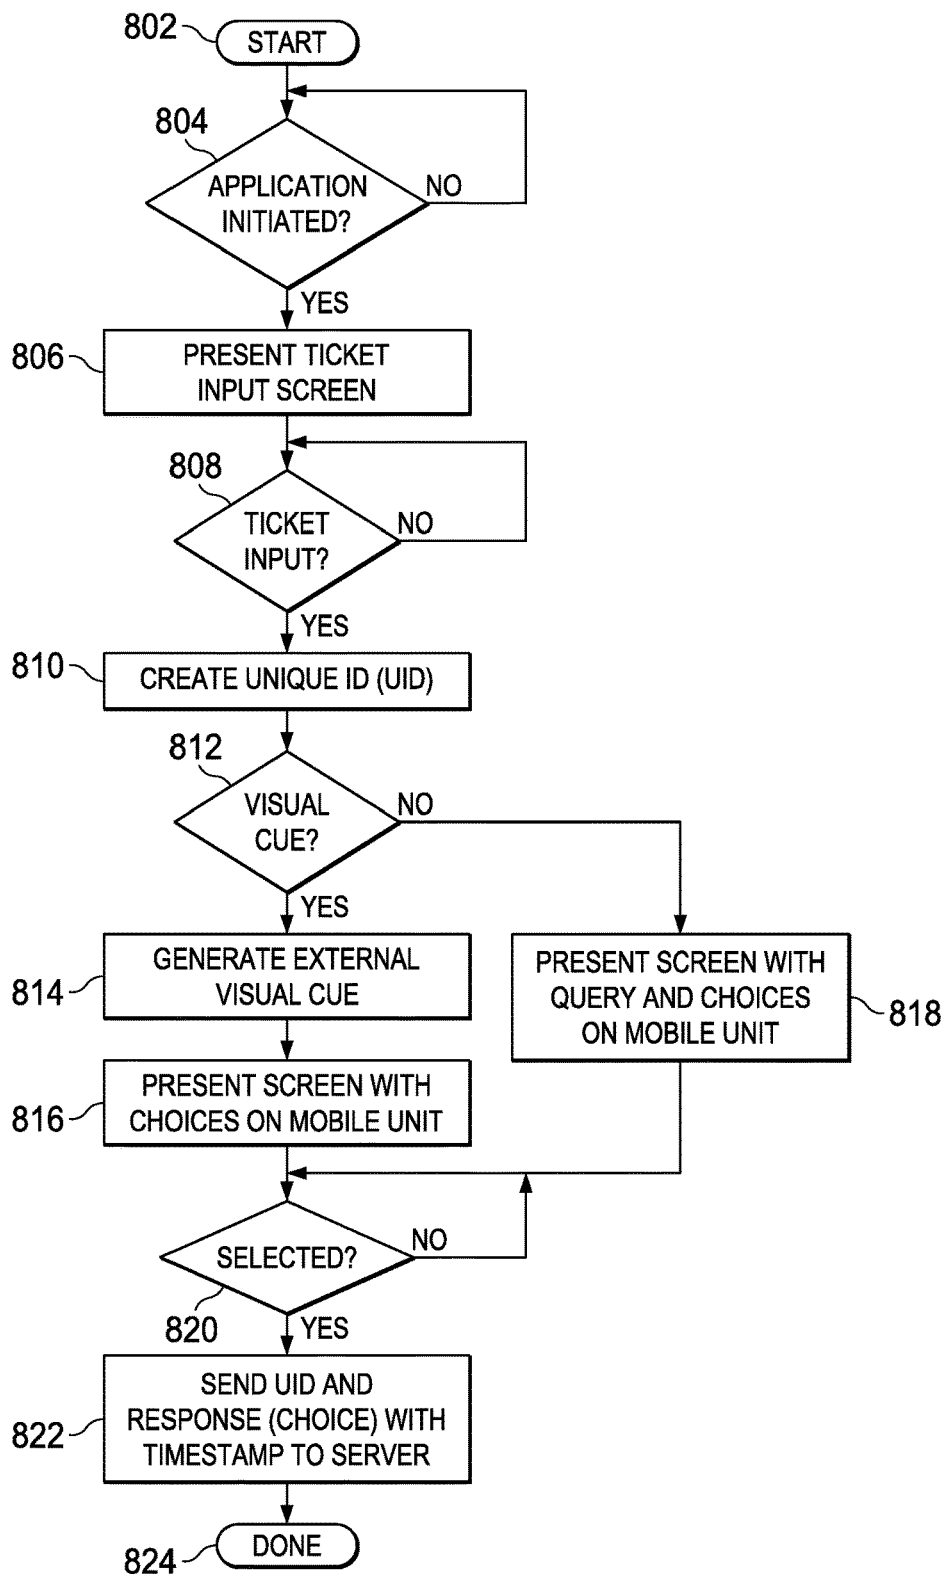 802
START
804
APPLICATION
INITIATED?
NO
YES
806
PRESENT TICKET
INPUT SCREEN
808
TICKET
INPUT?
NO
YES
810
CREATE UNIQUE ID (UID)
812
VISUAL
CUE?
NO
YES
814
GENERATE EXTERNAL
VISUAL CUE
PRESENT SCREEN WITH
QUERY AND CHOICES
ON MOBILE UNIT
818
816
PRESENT SCREEN WITH
CHOICES ON MOBILE UNIT
SELECTED?
NO
820
YES
822
SEND UID AND
RESPONSE (CHOICE) WITH
TIMESTAMP TO SERVER
DONE
824